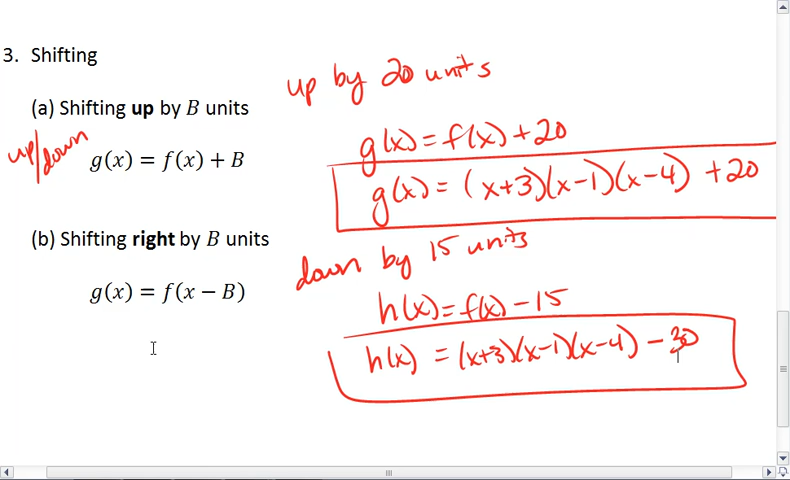 3. Shifting
up by 20 units
(a) Shifting up by B units
up/down
g(x) = f(x) + B
g(x) = f(x) + 20
g(x) = (x+3)(x-1)(x-4) + 20
(b) Shifting right by B units
down by 15 units
g(x) = f(x − B)
h(x) = f(x) - 15
h(x) = (x+3)(x-1)(x-4) - 30